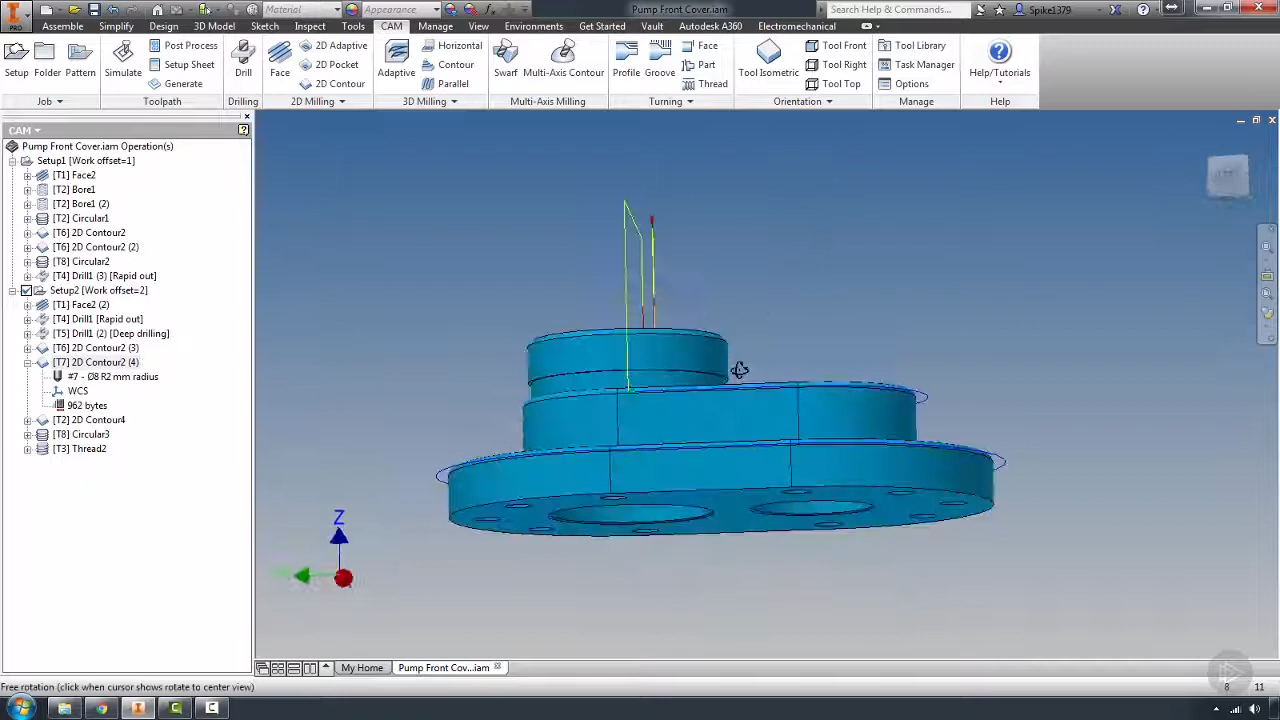 Material
Appearance
Pump Front Cover.iam
Search Help & Commands...
Spike1379
PRO
Assemble Simplify Design 3D Model Sketch Inspect Tools CAM Manage View Environments Get Started Vault Autodesk A360 Electromechanical
Setup
Folder
Pattern
Job
Simulate
Post Process
Setup Sheet
Generate
Toolpath
Drill
Drilling
Face
2D Adaptive
2D Pocket
2D Contour
2D Milling
Adaptive
Horizontal
Contour
Parallel
3D Milling
Swarf
Multi-Axis Contour
Multi-Axis Milling
Profile
Groove
Face
Part
Thread
Turning
Tool Isometric
Tool Front
Tool Right
Tool Top
Orientation
Tool Library
Task Manager
Options
Manage
Help/Tutorials
Help
CAM
Pump Front Cover.iam Operation(s)
Setup1 [Work offset=1]
[T1] Face2
[T2] Bore1
[T2] Bore1 (2)
[T2] Circular1
[T6] 2D Contour2
[T6] 2D Contour2 (2)
[T8] Circular2
[T4] Drill1 (3) [Rapid out]
Setup2 [Work offset=2]
[T1] Face2 (2)
[T4] Drill1 [Rapid out]
[T5] Drill1 (2) [Deep drilling]
[T6] 2D Contour2 (3)
[T7] 2D Contour2 (4)
#7 - Ø8 R2 mm radius
WCS
962 bytes
[T2] 2D Contour4
[T8] Circular3
[T3] Thread2
Z
My Home
Pump Front Cov...iam
Free rotation (click when cursor shows rotate to center view)
8 11